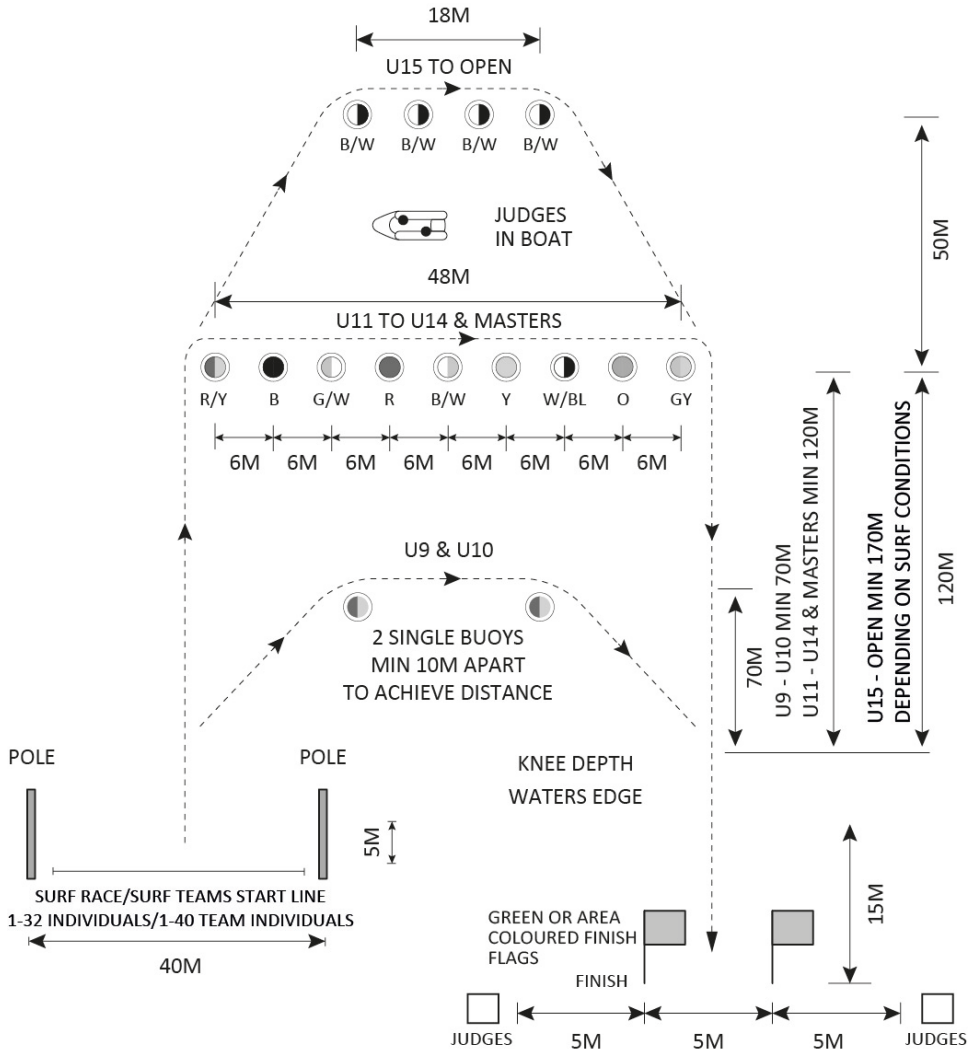 18M
U15 TO OPEN
B/W B/W B/W B/W
JUDGES
IN BOAT
50M
48M
U11 TO U14 & MASTERS
R/Y B G/W R B/W Y W/BL O GY
6M 6M 6M 6M 6M 6M 6M 6M
U9 & U10
2 SINGLE BUOYS
MIN 10M APART
TO ACHIEVE DISTANCE
70M
U9 - U10 MIN 70M
U11 - U14 & MASTERS MIN 120M
U15 - OPEN MIN 170M
DEPENDING ON SURF CONDITIONS
120M
POLE POLE
KNEE DEPTH
WATERS EDGE
5M
SURF RACE/SURF TEAMS START LINE
1-32 INDIVIDUALS/1-40 TEAM INDIVIDUALS
40M
GREEN OR AREA
COLOURED FINISH
FLAGS
FINISH
15M
JUDGES 5M 5M 5M JUDGES